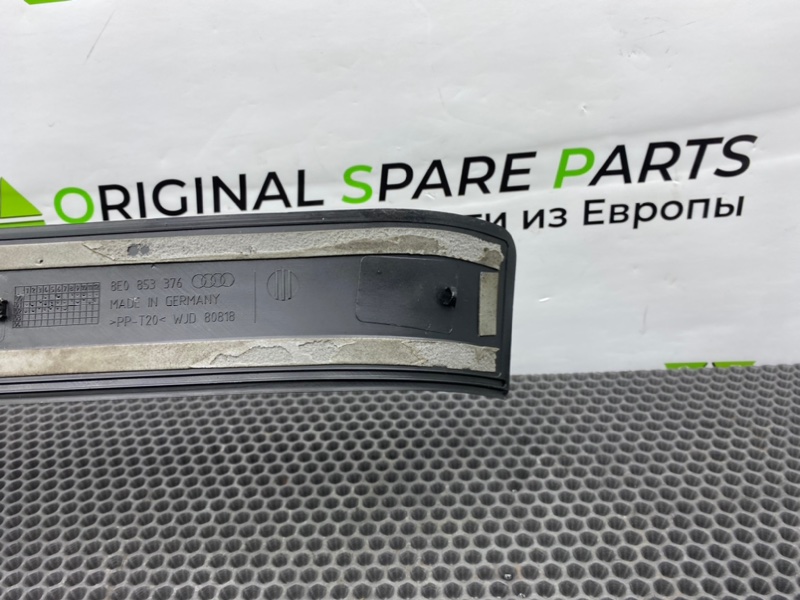 ORIGINAL SPARE PARTS
ти из Европы
8E0 853 376
MADE IN GERMANY
>PP-T20< WJD 80818